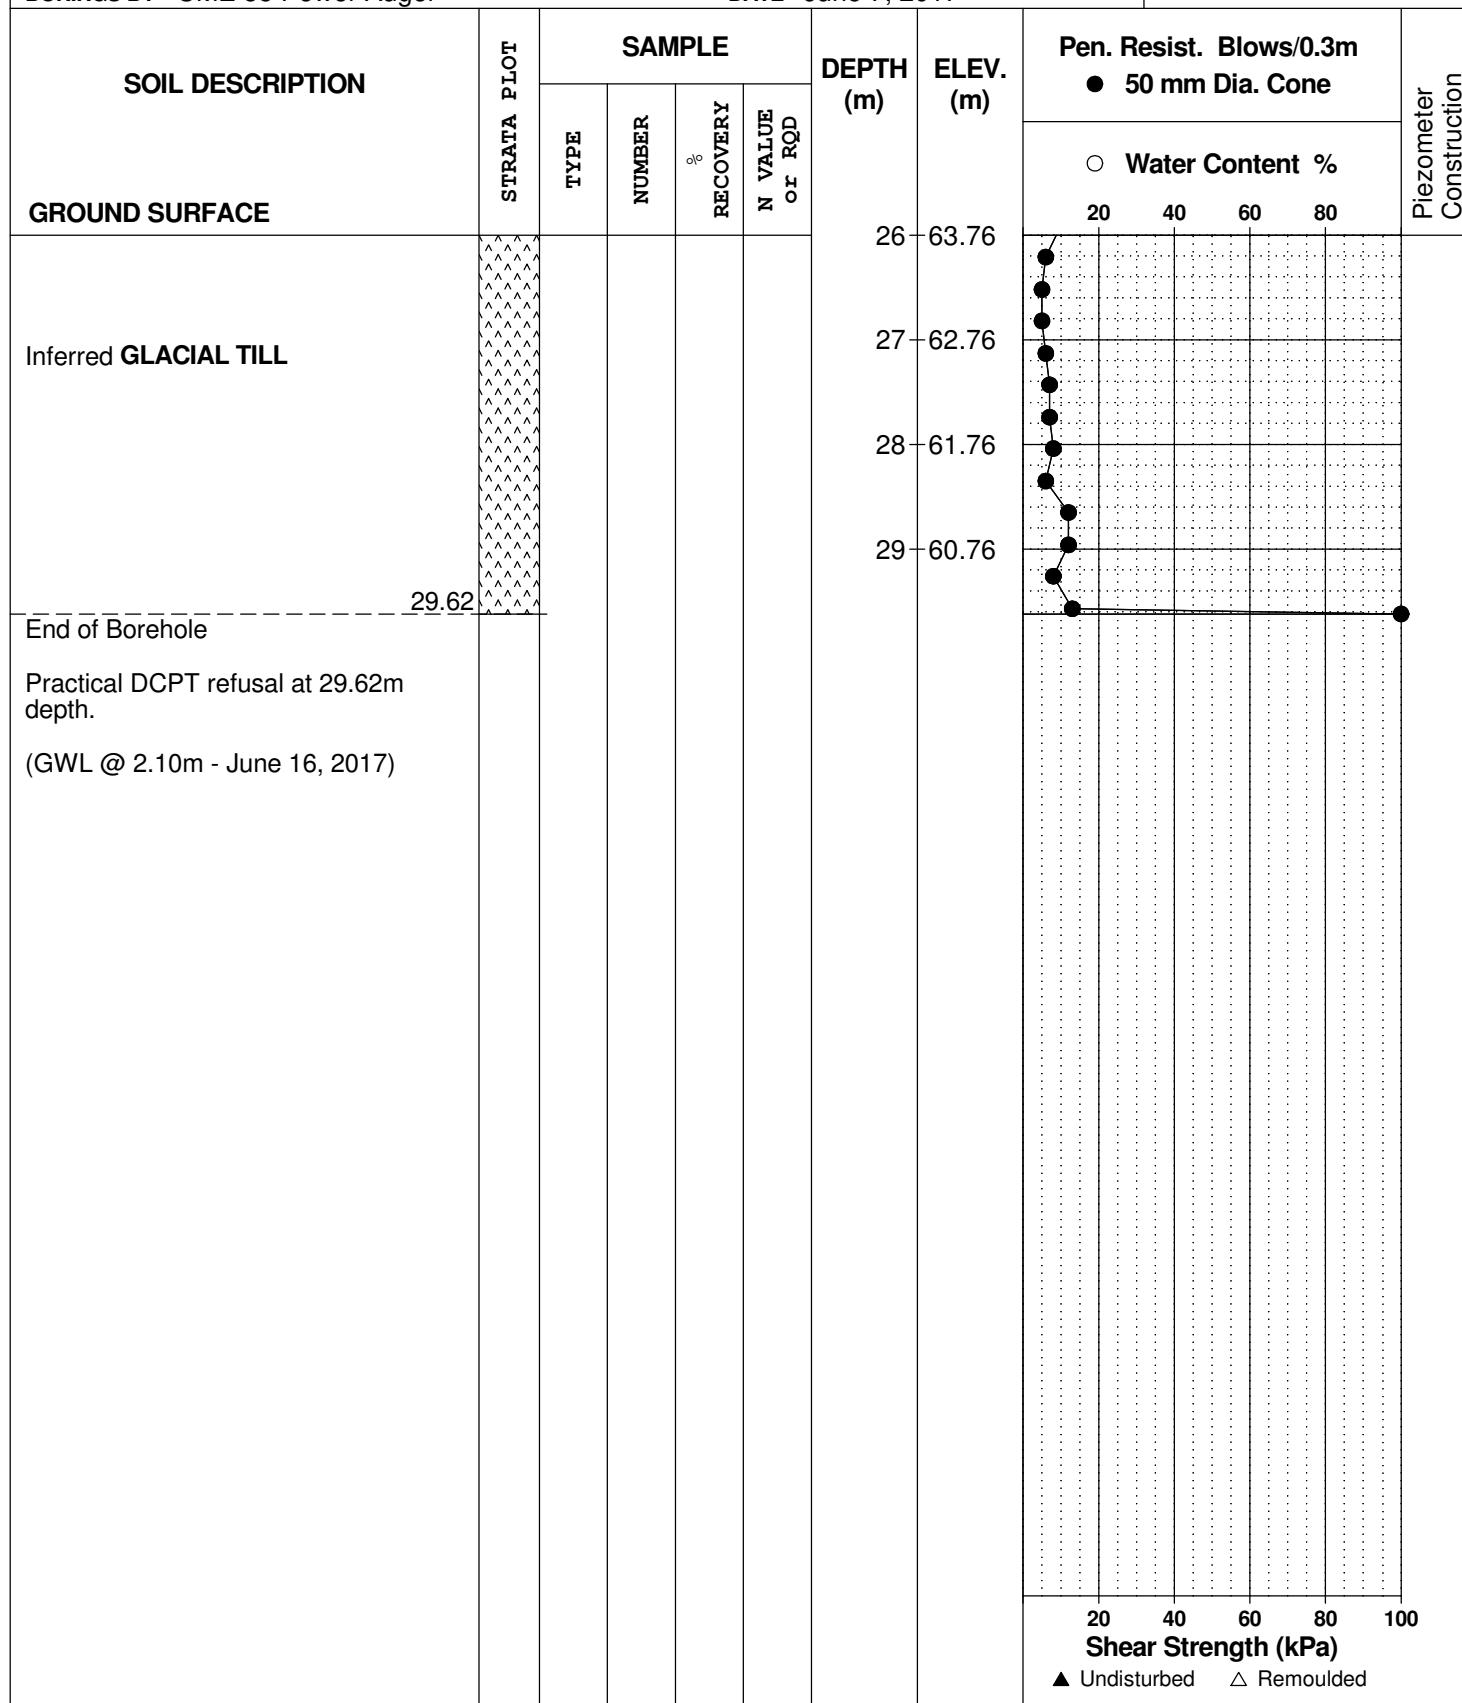 SOIL DESCRIPTION
GROUND SURFACE
STRATA PLOT
SAMPLE
TYPE
NUMBER
%
RECOVERY
N VALUE
or RQD
DEPTH
(m)
ELEV.
(m)
Pen. Resist. Blows/0.3m
● 50 mm Dia. Cone
○ Water Content %
20 40 60 80
Piezometer
Construction
26 63.76
Inferred GLACIAL TILL
27 62.76
28 61.76
29 60.76
29.62
End of Borehole
Practical DCPT refusal at 29.62m
depth.
(GWL @ 2.10m - June 16, 2017)
20 40 60 80 100
Shear Strength (kPa)
▲ Undisturbed △ Remoulded